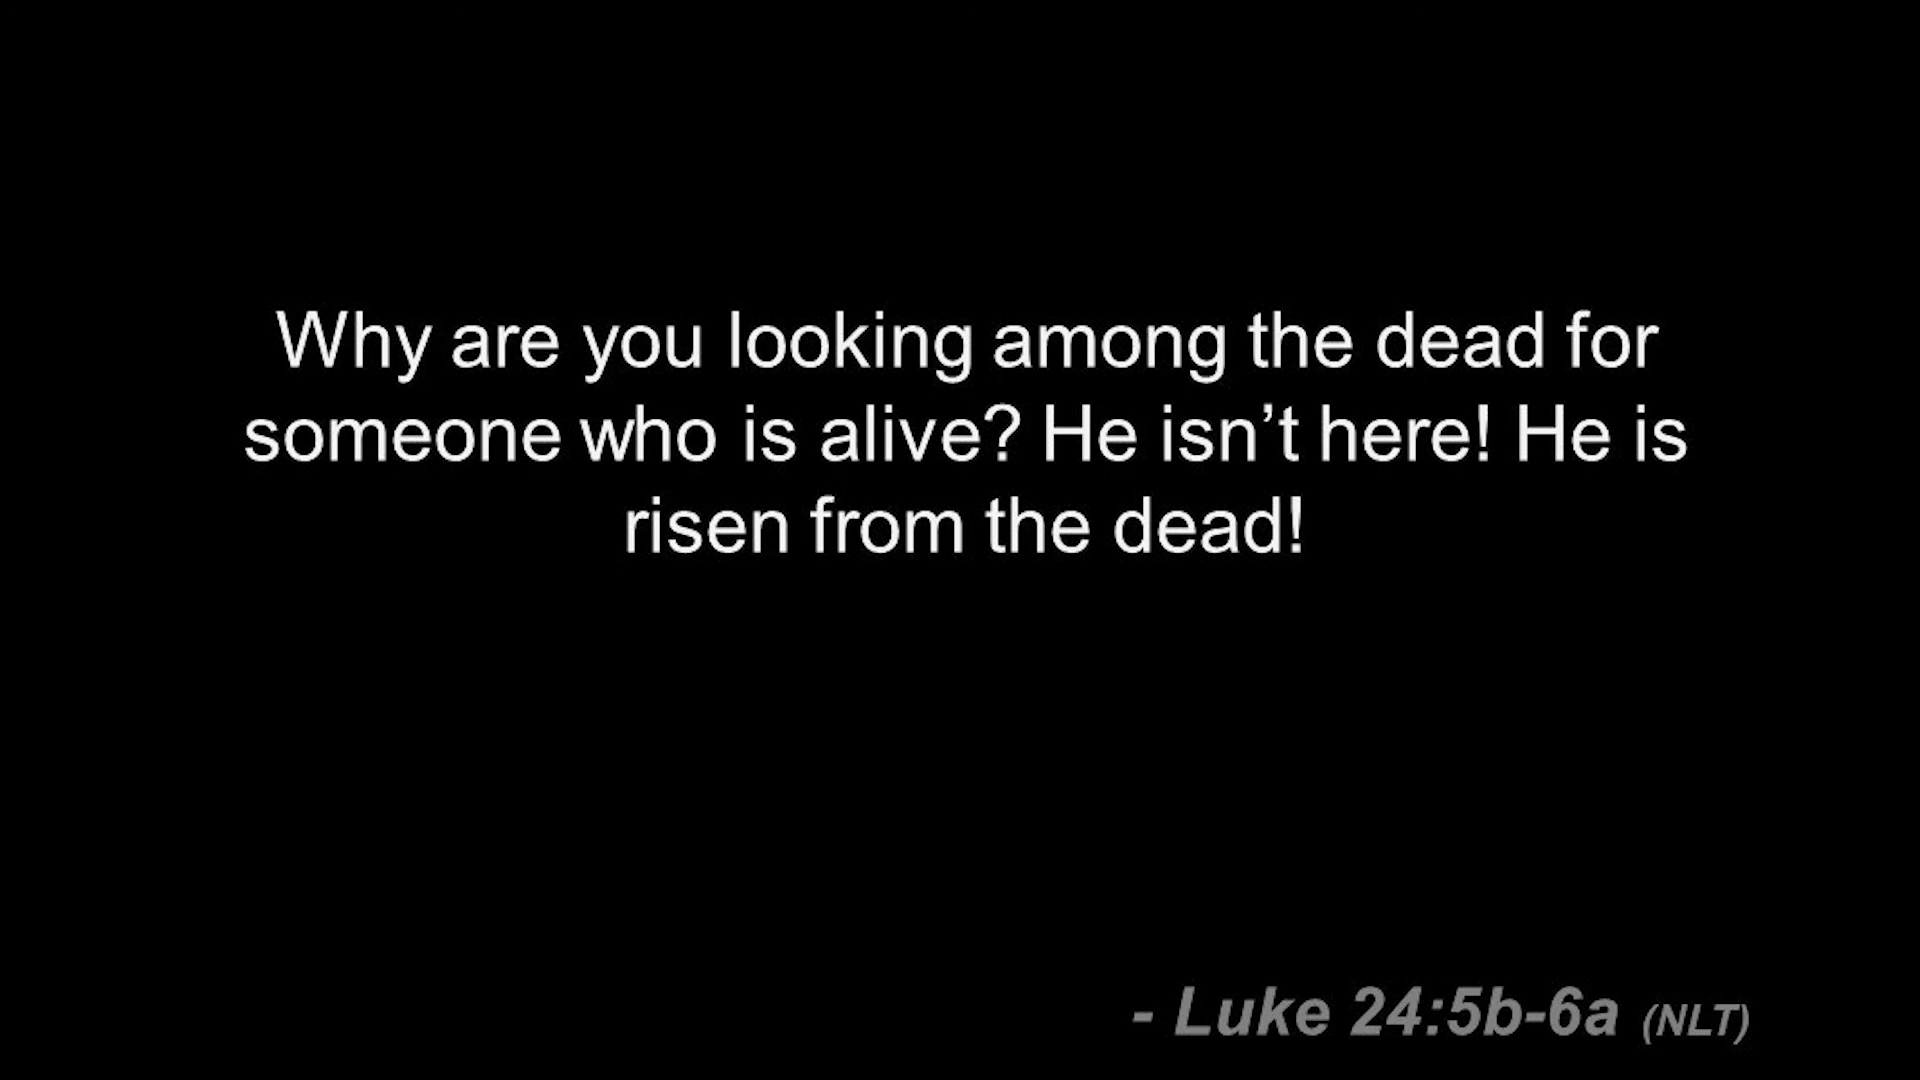 Why are you looking among the dead for
someone who is alive? He isn’t here! He is
risen from the dead!
- Luke 24:5b-6a (NLT)